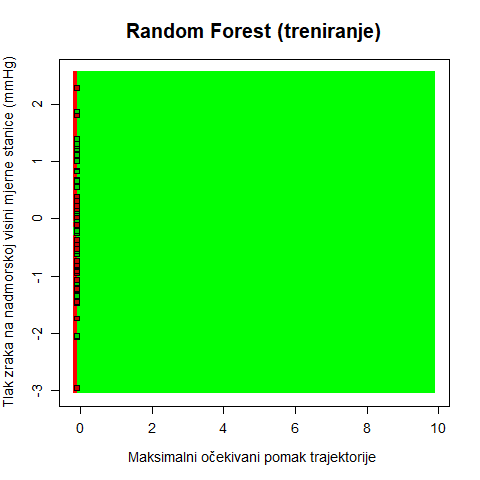 Random Forest (treniranje)
Tlak zraka na nadmorskoj visini mjerne stanice (mmHg)
2
1
0
-1
-2
-3
0 2 4 6 8 10
Maksimalni očekivani pomak trajektorije